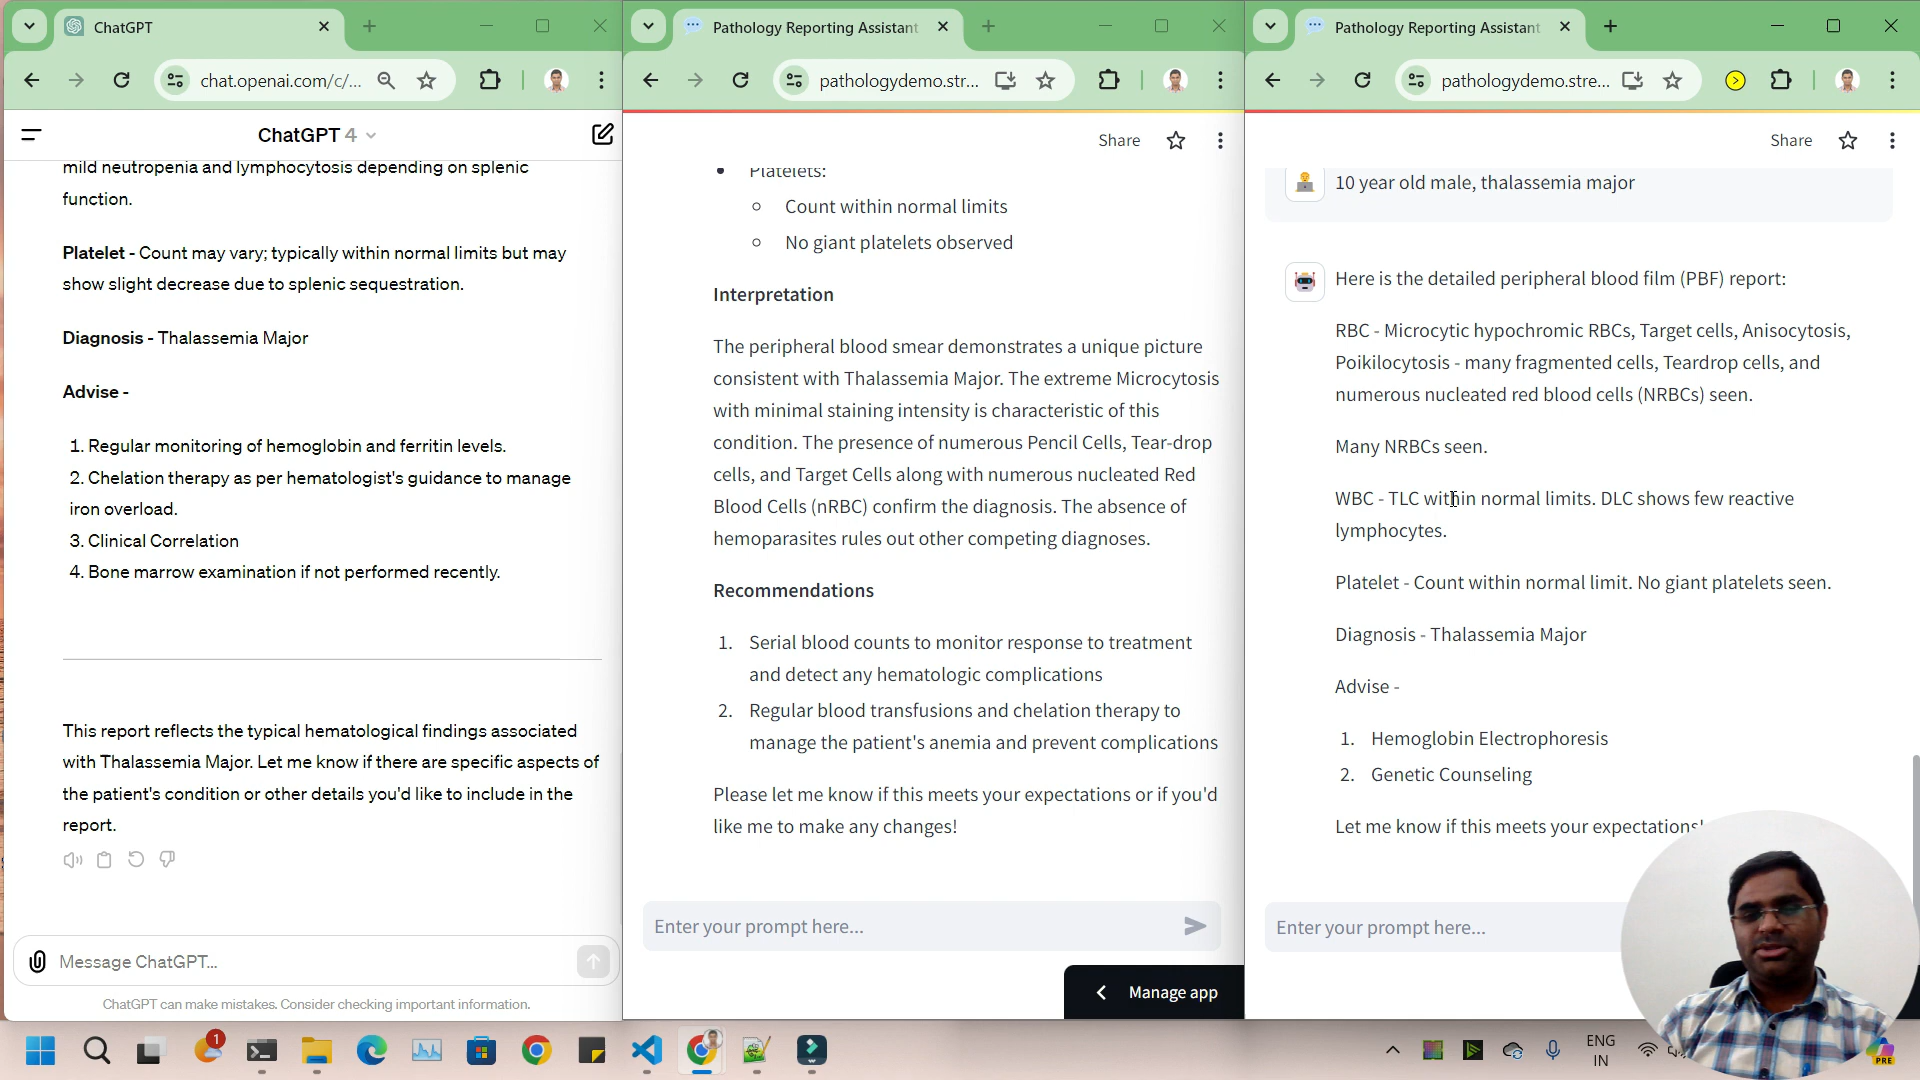 ChatGPT
chat.openai.com/c/...
ChatGPT 4
mild neutropenia and lymphocytosis depending on splenic
function.
Platelet - Count may vary; typically within normal limits but may
show slight decrease due to splenic sequestration.
Diagnosis - Thalassemia Major
Advise -
1. Regular monitoring of hemoglobin and ferritin levels.
2. Chelation therapy as per hematologist's guidance to manage
iron overload.
3. Clinical Correlation
4. Bone marrow examination if not performed recently.
This report reflects the typical hematological findings associated
with Thalassemia Major. Let me know if there are specific aspects of
the patient's condition or other details you'd like to include in the
report.
Message ChatGPT...
ChatGPT can make mistakes. Consider checking important information.
Pathology Reporting Assistant
pathologydemo.str...
Share
• Platelets:
Count within normal limits
No giant platelets observed
Interpretation
The peripheral blood smear demonstrates a unique picture
consistent with Thalassemia Major. The extreme Microcytosis
with minimal staining intensity is characteristic of this
condition. The presence of numerous Pencil Cells, Tear-drop
cells, and Target Cells along with numerous nucleated Red
Blood Cells (nRBC) confirm the diagnosis. The absence of
hemoparasites rules out other competing diagnoses.
Recommendations
1. Serial blood counts to monitor response to treatment
and detect any hematologic complications
2. Regular blood transfusions and chelation therapy to
manage the patient's anemia and prevent complications
Please let me know if this meets your expectations or if you'd
like me to make any changes!
Enter your prompt here...
Manage app
Pathology Reporting Assistant
pathologydemo.stre...
Share
10 year old male, thalassemia major
Here is the detailed peripheral blood film (PBF) report:
RBC - Microcytic hypochromic RBCs, Target cells, Anisocytosis,
Poikilocytosis - many fragmented cells, Teardrop cells, and
numerous nucleated red blood cells (NRBCs) seen.
Many NRBCs seen.
WBC - TLC within normal limits. DLC shows few reactive
lymphocytes.
Platelet - Count within normal limit. No giant platelets seen.
Diagnosis - Thalassemia Major
Advise -
1. Hemoglobin Electrophoresis
2. Genetic Counseling
Let me know if this meets your expectations!
Enter your prompt here...
1
ENG
IN
PRE